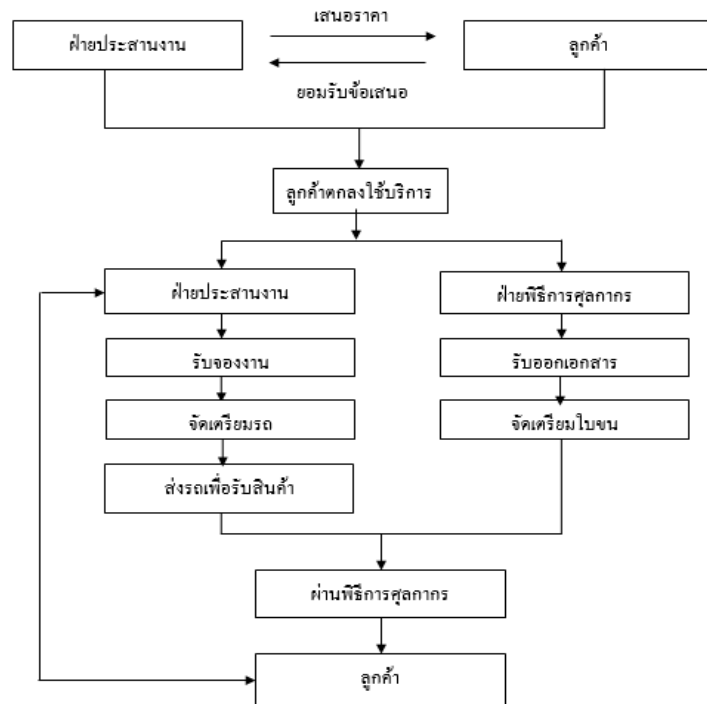 เสนอราคา
ฝ่ายประสานงาน
ลูกค้า
ยอมรับข้อเสนอ
ลูกค้าตกลงใช้บริการ
ฝ่ายประสานงาน
ฝ่ายพิธีการศุลกากร
รับจองงาน
รับออกเอกสาร
จัดเตรียมรถ
จัดเตรียมใบขน
ส่งรถเพื่อรับสินค้า
ผ่านพิธีการศุลกากร
ลูกค้า